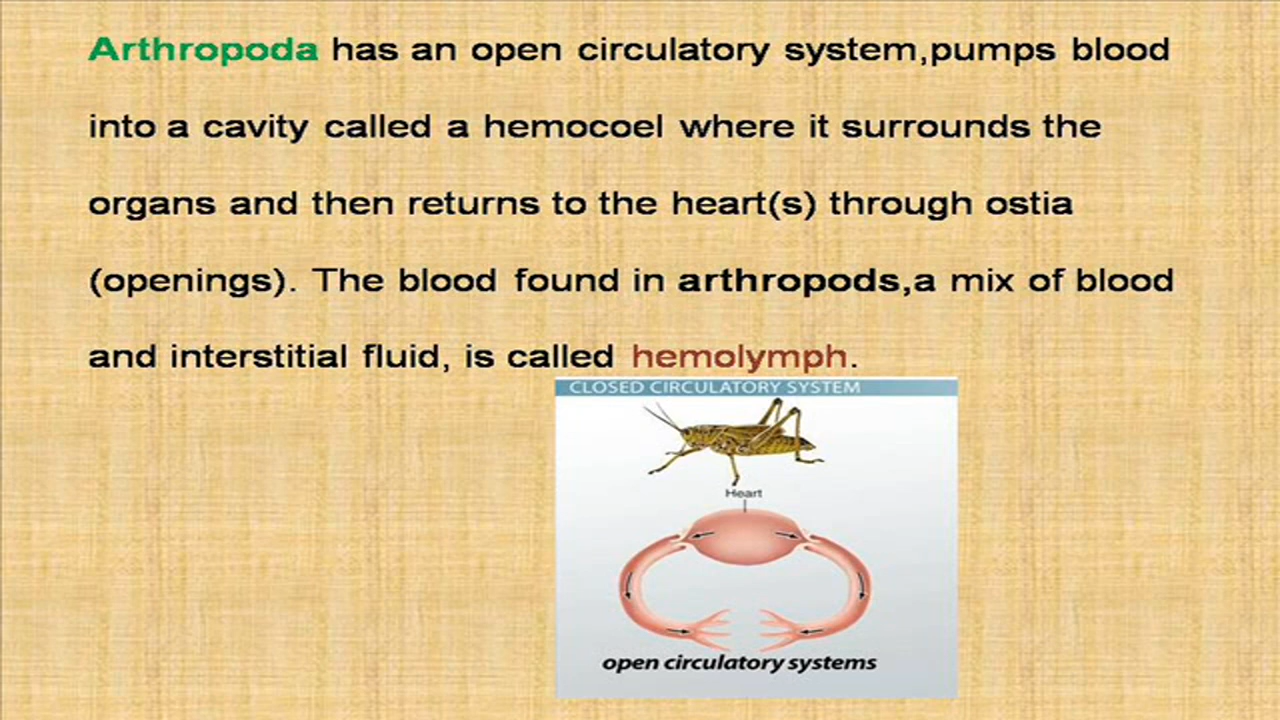 Arthropoda has an open circulatory system,pumps blood
into a cavity called a hemocoel where it surrounds the
organs and then returns to the heart(s) through ostia
(openings). The blood found in arthropods,a mix of blood
and interstitial fluid, is called hemolymph.
CLOSED CIRCULATORY SYSTEM
Heart
open circulatory systems